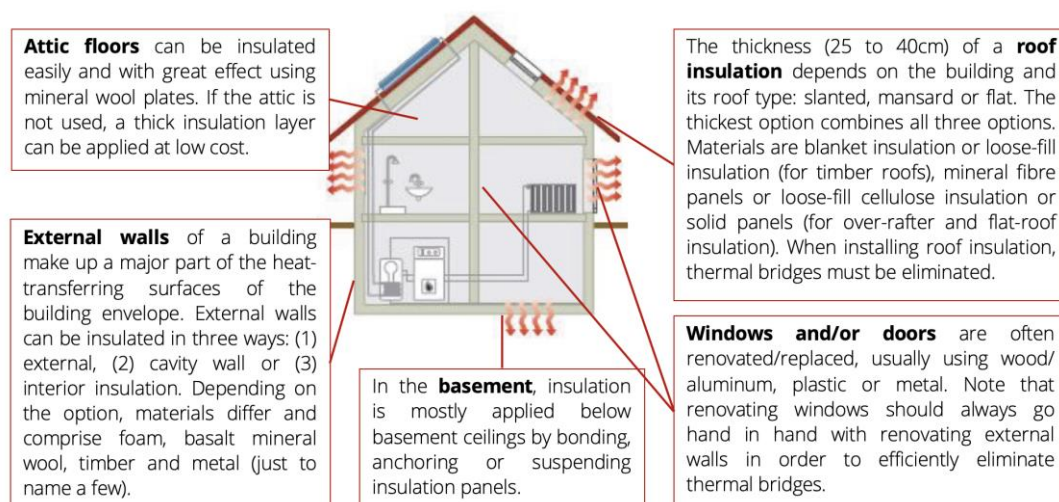 Attic floors can be insulated
easily and with great effect using
mineral wool plates. If the attic is
not used, a thick insulation layer
can be applied at low cost.
External walls of a building
make up a major part of the heat-
transferring surfaces of the
building envelope. External walls
can be insulated in three ways: (1)
external, (2) cavity wall or (3)
interior insulation. Depending on
the option, materials differ and
comprise foam, basalt mineral
wool, timber and metal (just to
name a few).
In the basement, insulation
is mostly applied below
basement ceilings by bonding,
anchoring or suspending
insulation panels.
The thickness (25 to 40cm) of a roof
insulation depends on the building and
its roof type: slanted, mansard or flat. The
thickest option combines all three options.
Materials are blanket insulation or loose-fill
insulation (for timber roofs), mineral fibre
panels or loose-fill cellulose insulation or
solid panels (for over-rafter and flat-roof
insulation). When installing roof insulation,
thermal bridges must be eliminated.
Windows and/or doors are often
renovated/replaced, usually using wood/
aluminum, plastic or metal. Note that
renovating windows should always go
hand in hand with renovating external
walls in order to efficiently eliminate
thermal bridges.